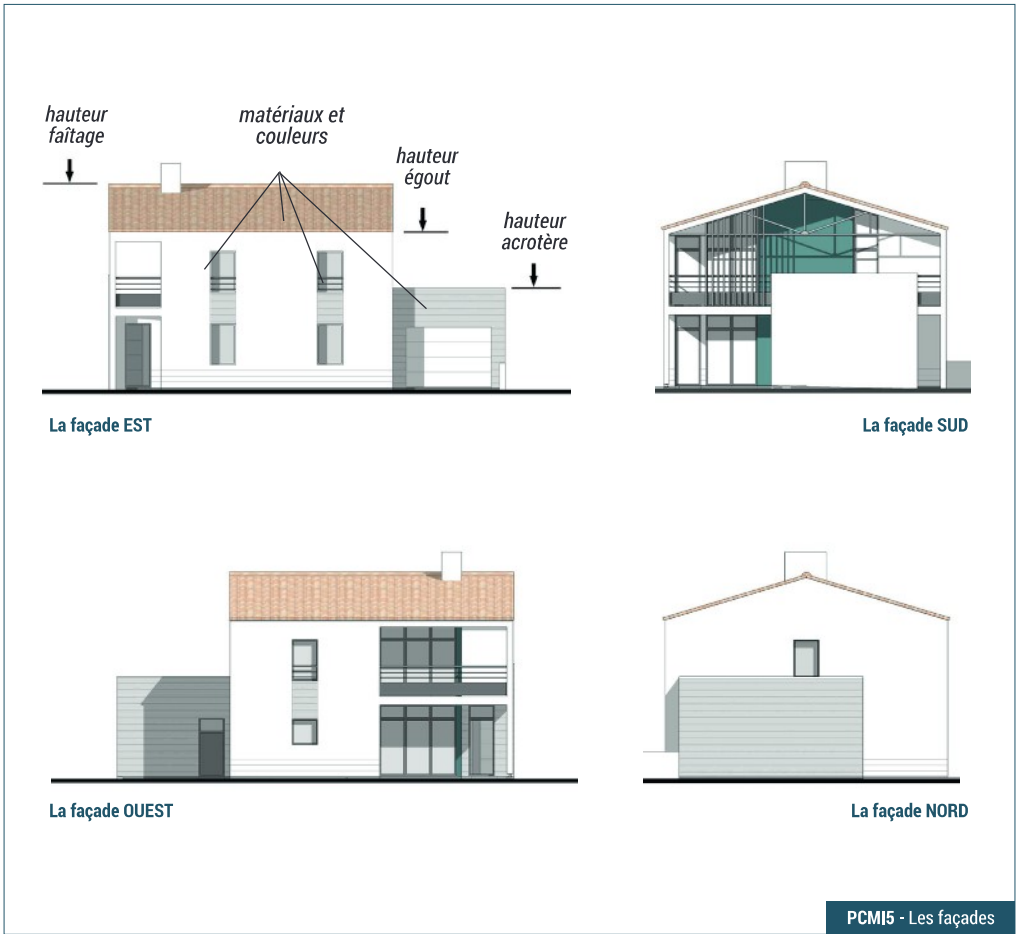 hauteur
faîtage
matériaux et
couleurs
hauteur
égout
hauteur
acrotère
La façade EST
La façade SUD
La façade OUEST
La façade NORD
PCMI5 - Les façades